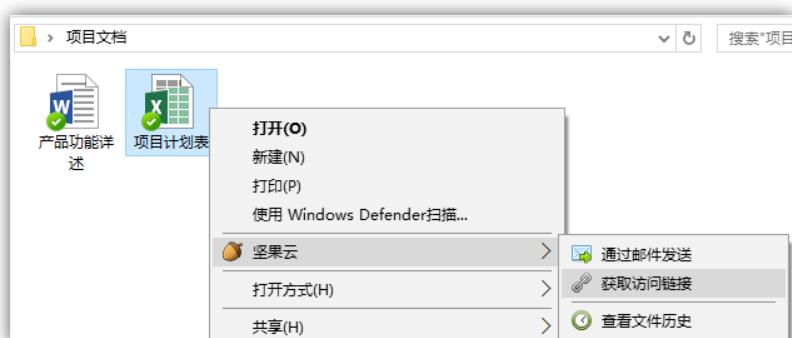 项目文档
搜索"项目
产品功能详
述
项目计划表
打开(O)
新建(N)
打印(P)
使用 Windows Defender扫描...
坚果云
打开方式(H)
共享(H)
通过邮件发送
获取访问链接
查看文件历史